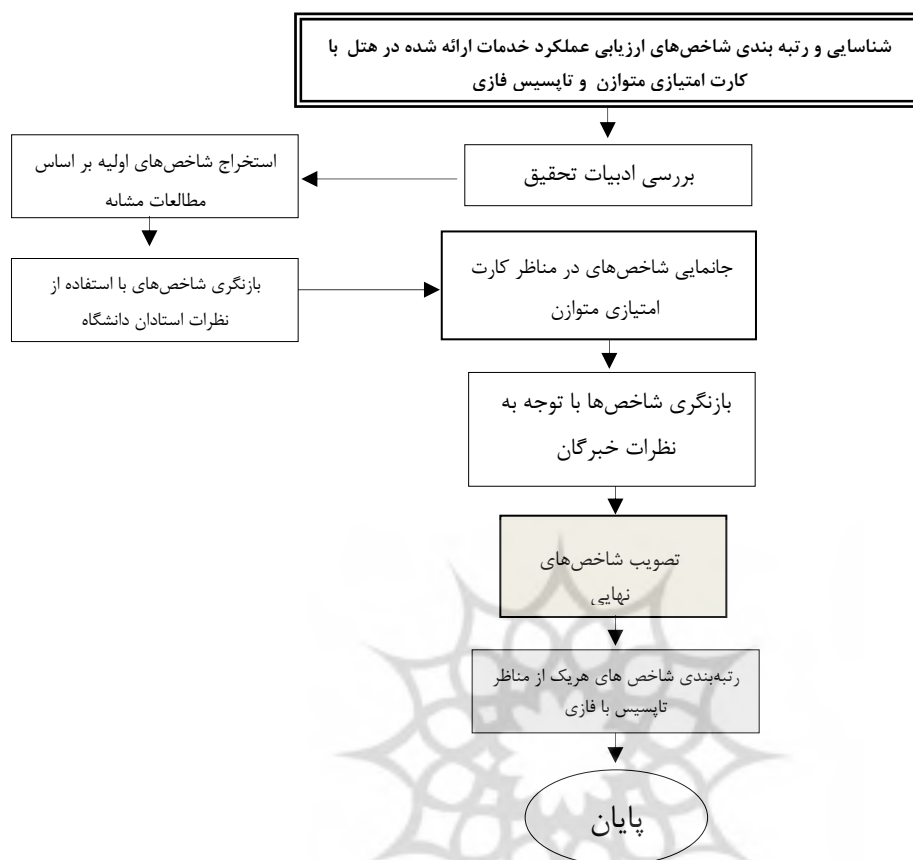 شناسایی و رتبه بندی شاخص‌های ارزیابی عملکرد خدمات ارائه شده در هتل با
کارت امتیازی متوازن و تاپسیس فازی
بررسی ادبیات تحقیق
استخراج شاخص‌های اولیه بر اساس
مطالعات مشابه
بازنگری شاخص‌های با استفاده از
نظرات استادان دانشگاه
جانمایی شاخص‌های در مناظر کارت
امتیازی متوازن
بازنگری شاخص‌ها با توجه به
نظرات خبرگان
تصویب شاخص‌های
نهایی
رتبه‌بندی شاخص های هریک از مناظر
تاپسیس با فازی
پایان